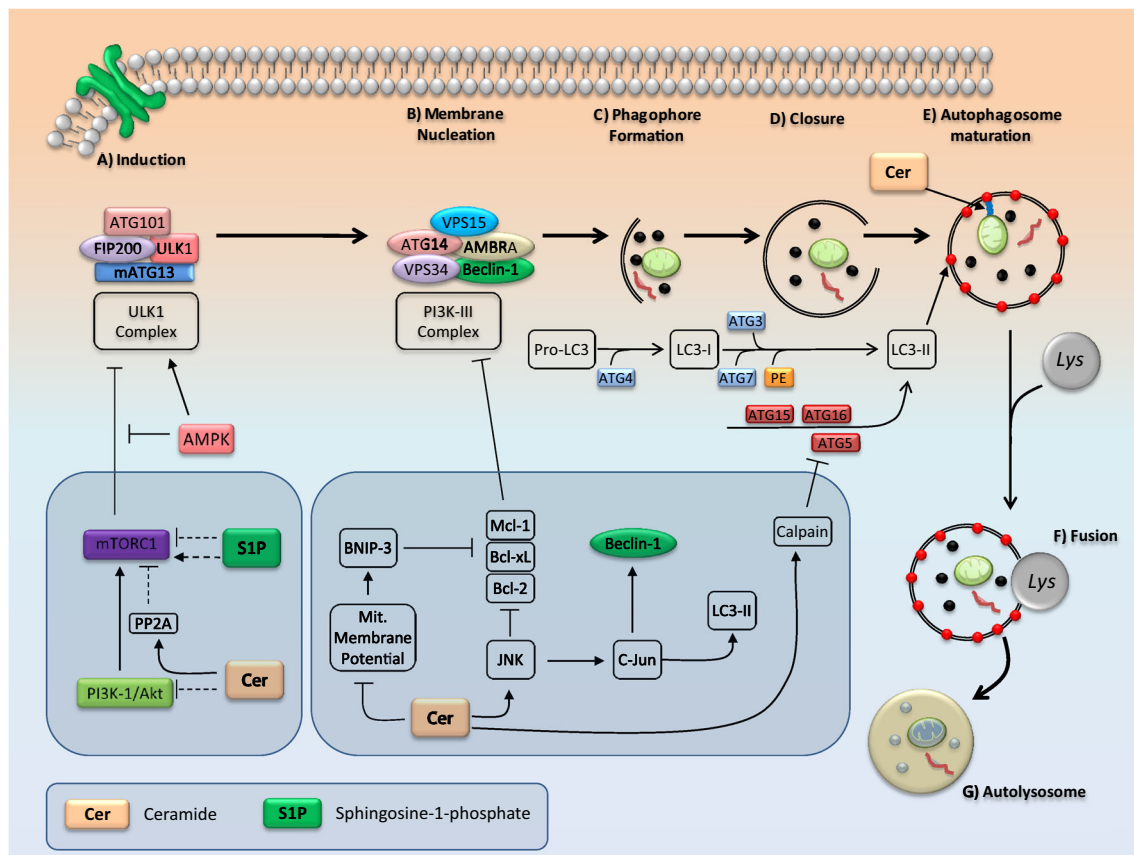 A) Induction
B) Membrane
Nucleation
C) Phagophore
Formation
D) Closure
E) Autophagosome
maturation
Cer
ATG101
FIP200
ULK1
mATG13
VPS15
ATG14
AMBRA
VPS34
Beclin-1
ULK1
Complex
PI3K-III
Complex
Pro-LC3
ATG4
LC3-I
ATG3
ATG7
PE
LC3-II
Lys
ATG15
ATG16
ATG5
AMPK
mTORC1
S1P
PP2A
PI3K-1/Akt
Cer
BNIP-3
Mcl-1
Bcl-xL
Bcl-2
Mit.
Membrane
Potential
JNK
Cer
Beclin-1
C-Jun
LC3-II
Calpain
F) Fusion
Lys
G) Autolysosome
Cer
Ceramide
S1P
Sphingosine-1-phosphate